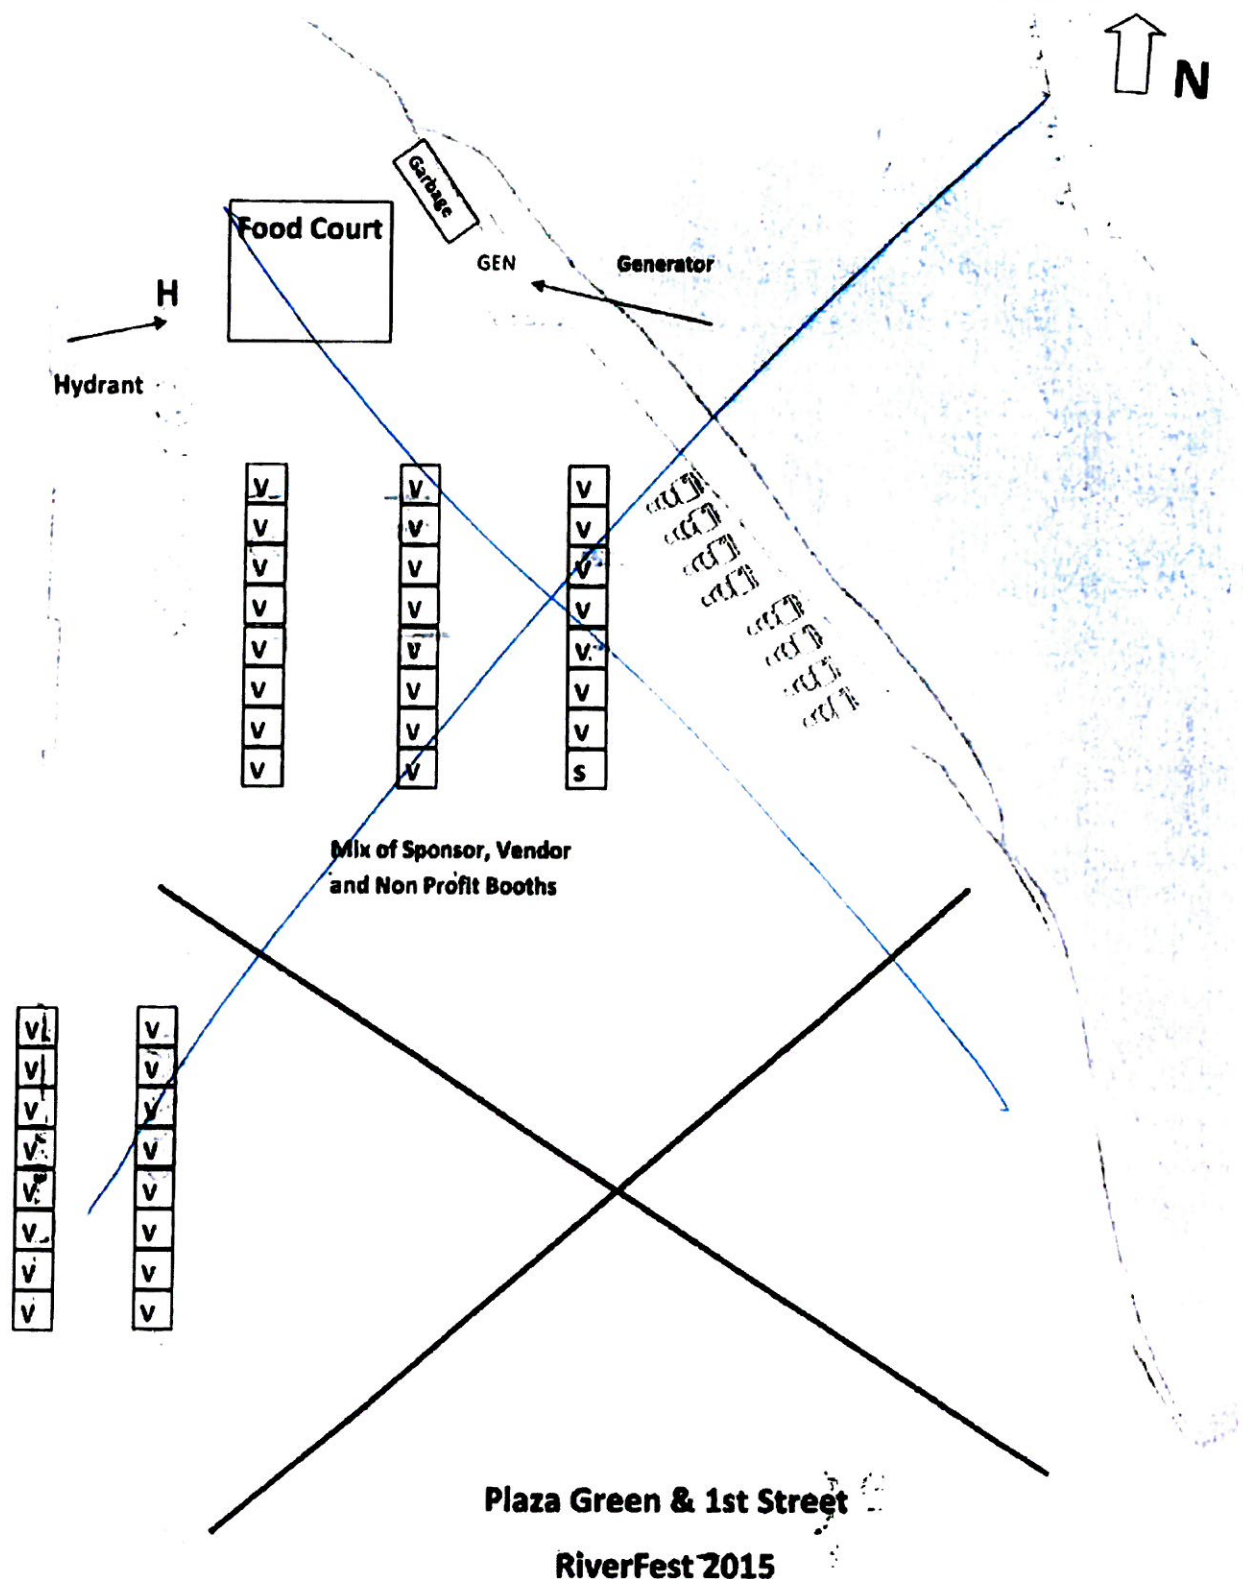 N
Garbage
Food Court
GEN
Generator
H
Hydrant
V V V
V V V
V V V
V V V
V V V
V V V
V V V
V V S
Mix of Sponsor, Vendor
and Non Profit Booths
V V
V V
V V
V V
V V
V V
V V
V V
Plaza Green & 1st Street
RiverFest 2015